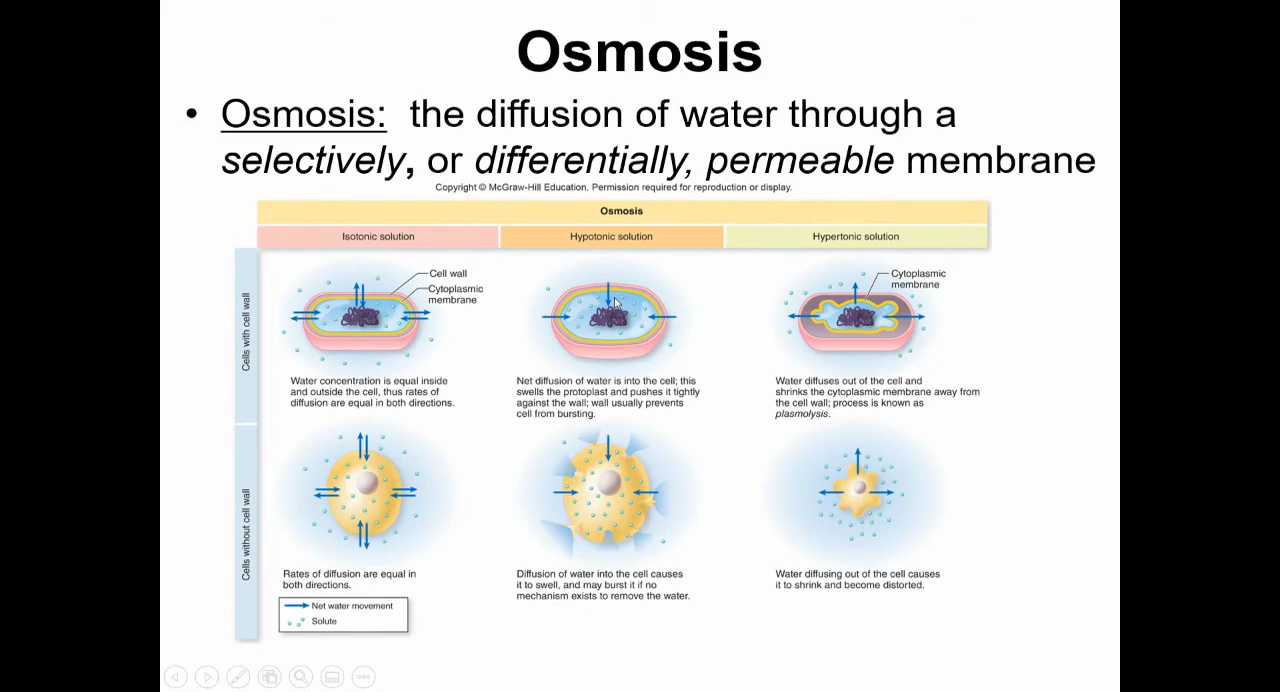 Osmosis
• Osmosis: the diffusion of water through a
selectively, or differentially, permeable membrane
Copyright © McGraw-Hill Education. Permission required for reproduction or display.
Osmosis
Isotonic solution
Hypotonic solution
Hypertonic solution
Cells with cell wall
Cell wall
Cytoplasmic
membrane
Cytoplasmic
membrane
Water concentration is equal inside
and outside the cell, thus rates of
diffusion are equal in both directions.
Net diffusion of water is into the cell; this
swells the protoplast and pushes it tightly
against the wall; wall usually prevents
cell from bursting.
Water diffuses out of the cell and
shrinks the cytoplasmic membrane away from
the cell wall; process is known as
plasmolysis.
Cells without cell wall
Rates of diffusion are equal in
both directions.
Diffusion of water into the cell causes
it to swell, and may burst it if no
mechanism exists to remove the water.
Water diffusing out of the cell causes
it to shrink and become distorted.
Net water movement
Solute